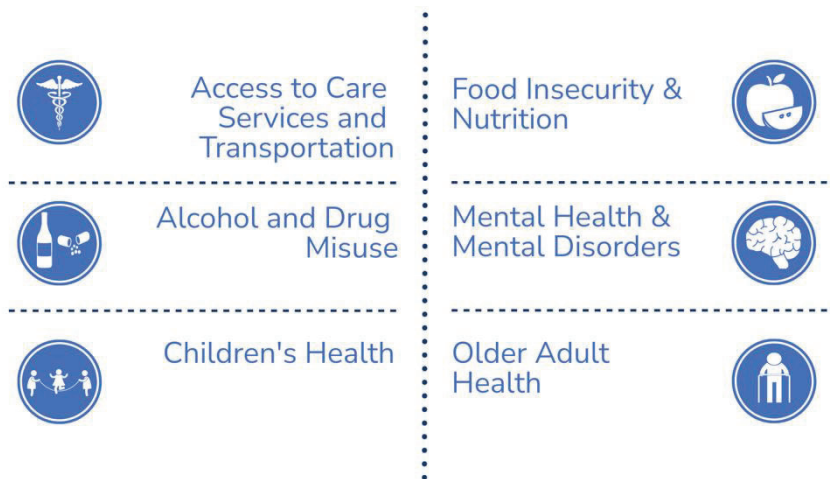 Access to Care
Services and
Transportation
Food Insecurity &
Nutrition
Alcohol and Drug
Misuse
Mental Health &
Mental Disorders
Children's Health
Older Adult
Health